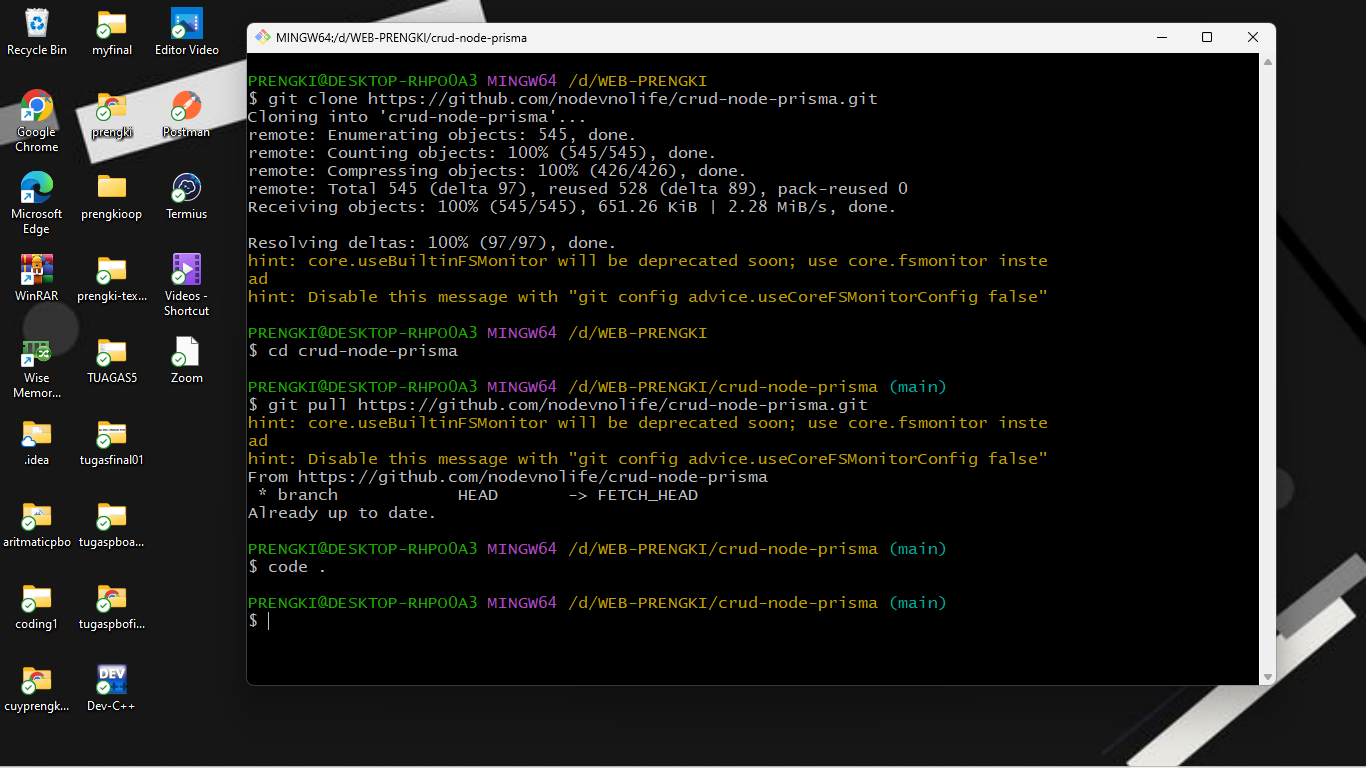 Recycle Bin
myfinal
Editor Video
Google
Chrome
prengki
Postman
Microsoft
Edge
prengkioop
Termius
WinRAR
prengki-tex...
Videos -
Shortcut
Wise
Memor...
TUAGAS5
Zoom
.idea
tugasfinal01
aritmaticpbo
tugaspboa...
coding1
tugaspbofi...
cuyprengk...
DEV
Dev-C++
MINGW64:/d/WEB-PRENGKI/crud-node-prisma
PRENGKI@DESKTOP-RHPO0A3 MINGW64 /d/WEB-PRENGKI
$ git clone https://github.com/nodevnolife/crud-node-prisma.git
Cloning into 'crud-node-prisma'...
remote: Enumerating objects: 545, done.
remote: Counting objects: 100% (545/545), done.
remote: Compressing objects: 100% (426/426), done.
remote: Total 545 (delta 97), reused 528 (delta 89), pack-reused 0
Receiving objects: 100% (545/545), 651.26 KiB | 2.28 MiB/s, done.
Resolving deltas: 100% (97/97), done.
hint: core.useBuiltinFSMonitor will be deprecated soon; use core.fsmonitor inste
ad
hint: Disable this message with "git config advice.useCoreFSMonitorConfig false"
PRENGKI@DESKTOP-RHPO0A3 MINGW64 /d/WEB-PRENGKI
$ cd crud-node-prisma
PRENGKI@DESKTOP-RHPO0A3 MINGW64 /d/WEB-PRENGKI/crud-node-prisma (main)
$ git pull https://github.com/nodevnolife/crud-node-prisma.git
hint: core.useBuiltinFSMonitor will be deprecated soon; use core.fsmonitor inste
ad
hint: Disable this message with "git config advice.useCoreFSMonitorConfig false"
From https://github.com/nodevnolife/crud-node-prisma
 * branch            HEAD       -> FETCH_HEAD
Already up to date.
PRENGKI@DESKTOP-RHPO0A3 MINGW64 /d/WEB-PRENGKI/crud-node-prisma (main)
$ code .
PRENGKI@DESKTOP-RHPO0A3 MINGW64 /d/WEB-PRENGKI/crud-node-prisma (main)
$